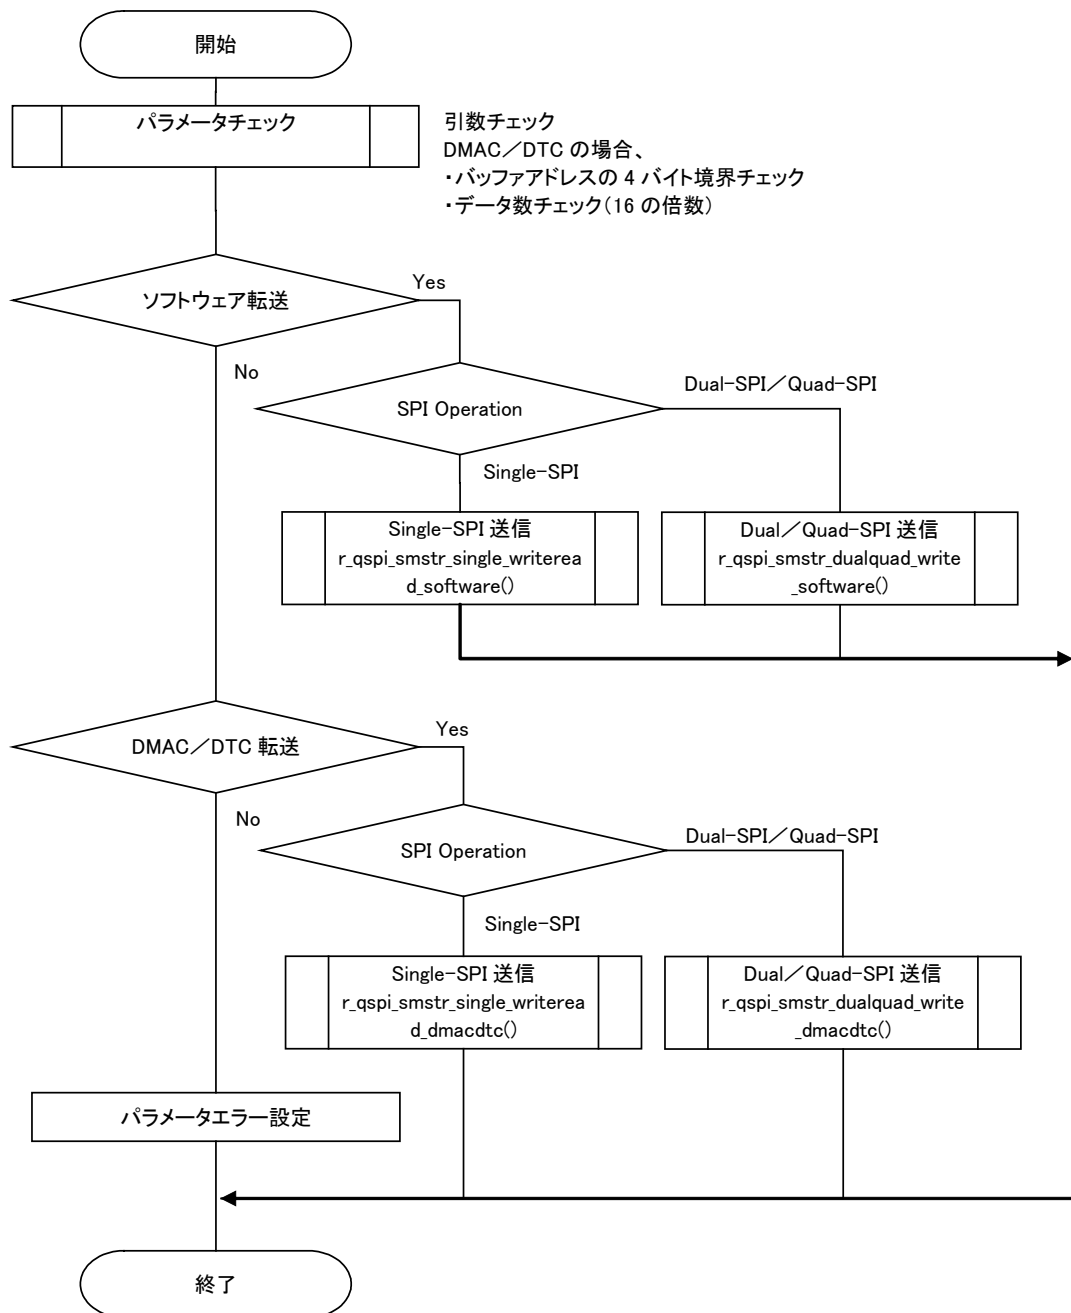 開始
パラメータチェック
引数チェック
DMAC／DTC の場合、
・バッファアドレスの 4 バイト境界チェック
・データ数チェック(16 の倍数)
ソフトウェア転送
Yes
No
SPI Operation
Dual-SPI／Quad-SPI
Single-SPI
Single-SPI 送信
r_qspi_smstr_single_writerea
d_software()
Dual／Quad-SPI 送信
r_qspi_smstr_dualquad_write
_software()
DMAC／DTC 転送
Yes
No
SPI Operation
Dual-SPI／Quad-SPI
Single-SPI
Single-SPI 送信
r_qspi_smstr_single_writerea
d_dmacdtc()
Dual／Quad-SPI 送信
r_qspi_smstr_dualquad_write
_dmacdtc()
パラメータエラー設定
終了